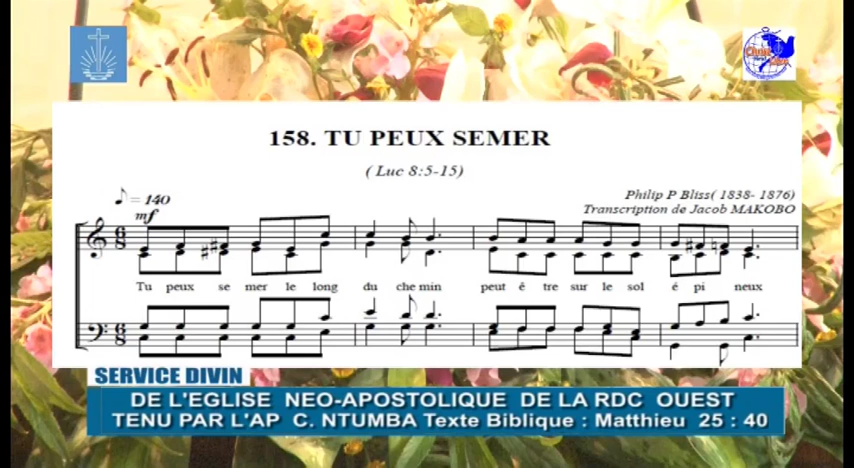 158. TU PEUX SEMER
( Luc 8:5-15)
♪ = 140
Philip P Bliss( 1838- 1876)
mf
Transcription de Jacob MAKOBO
Tu peux se mer le long du che min peut ê tre sur le sol é pi neux
SERVICE DIVIN
DE L'EGLISE NEO-APOSTOLIQUE DE LA RDC OUEST
TENU PAR L'AP C. NTUMBA Texte Biblique : Matthieu 25 : 40